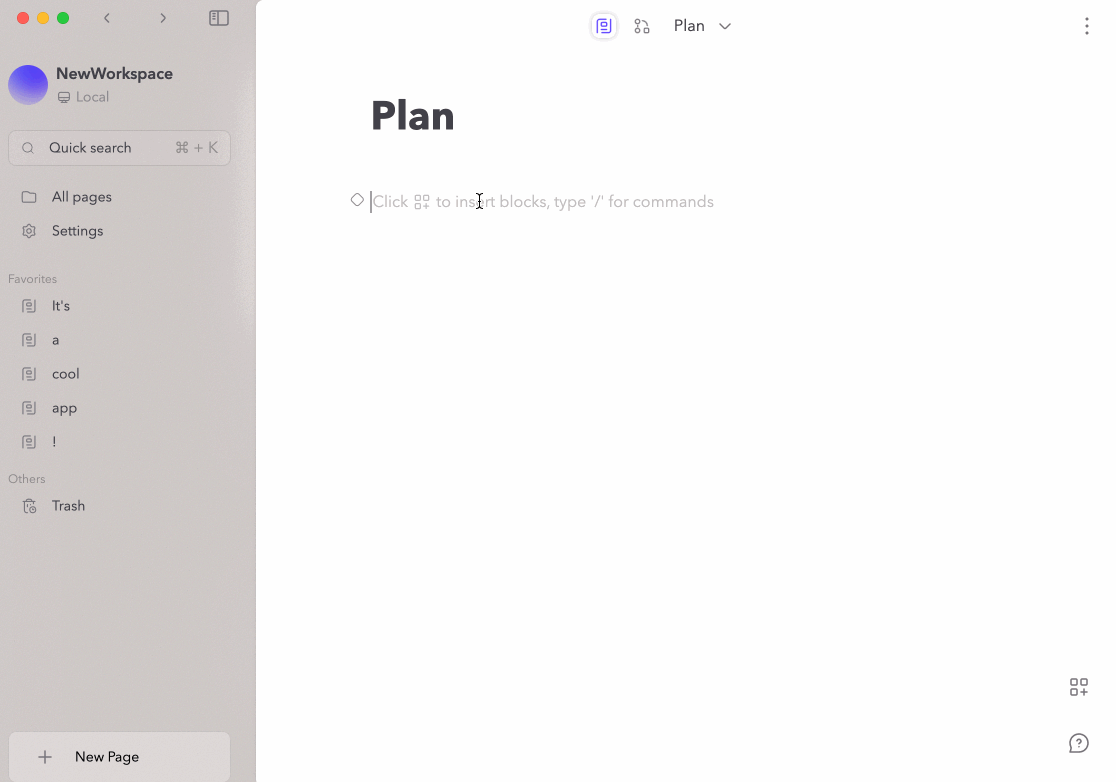 NewWorkspace
Local
Quick search ⌘ + K
All pages
Settings
Favorites
It's
a
cool
app
!
Others
Trash
New Page
Plan
Plan
Click to insert blocks, type '/' for commands